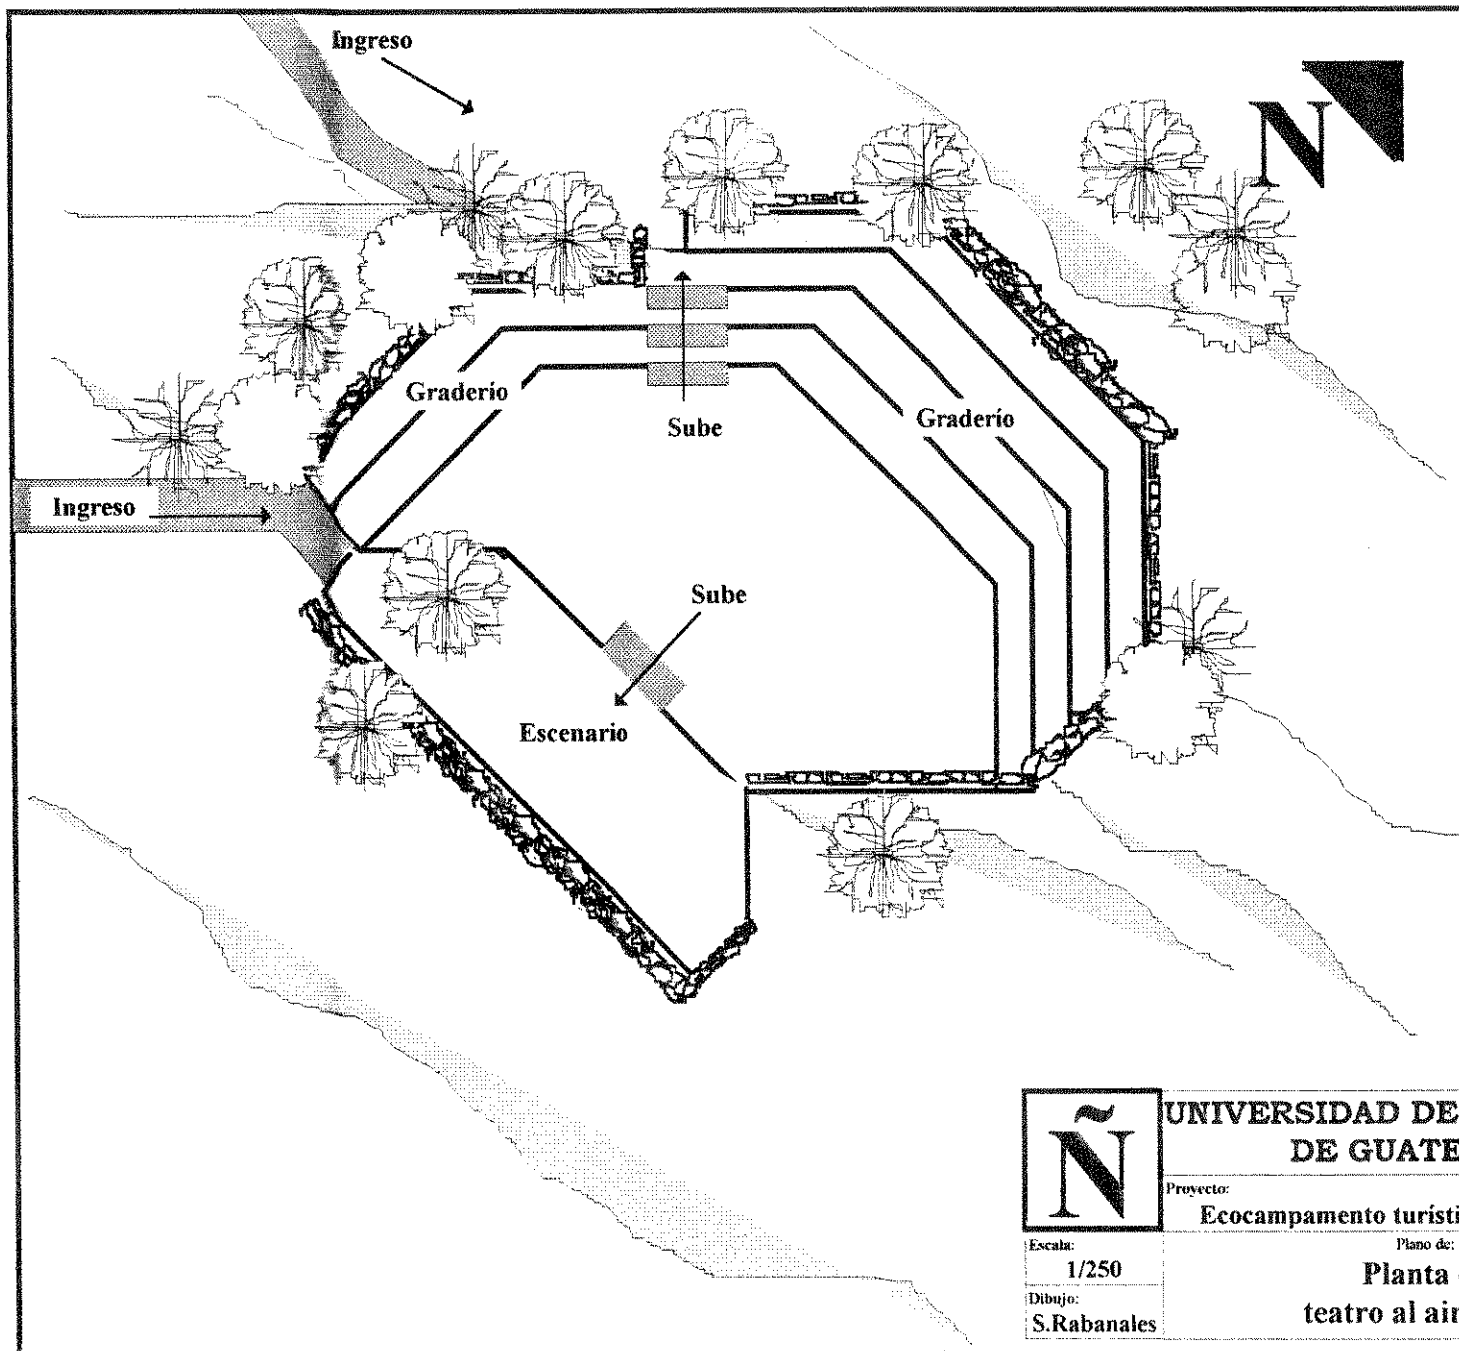 Ingreso
N
Graderío
Graderío
Sube
Ingreso
Sube
Escenario
Ñ
UNIVERSIDAD DE
DE GUATE
Proyecto:
Ecocampamento turísti
Escala:
1/250
Plano de:
Planta
teatro al air
Dibujo:
S.Rabanales